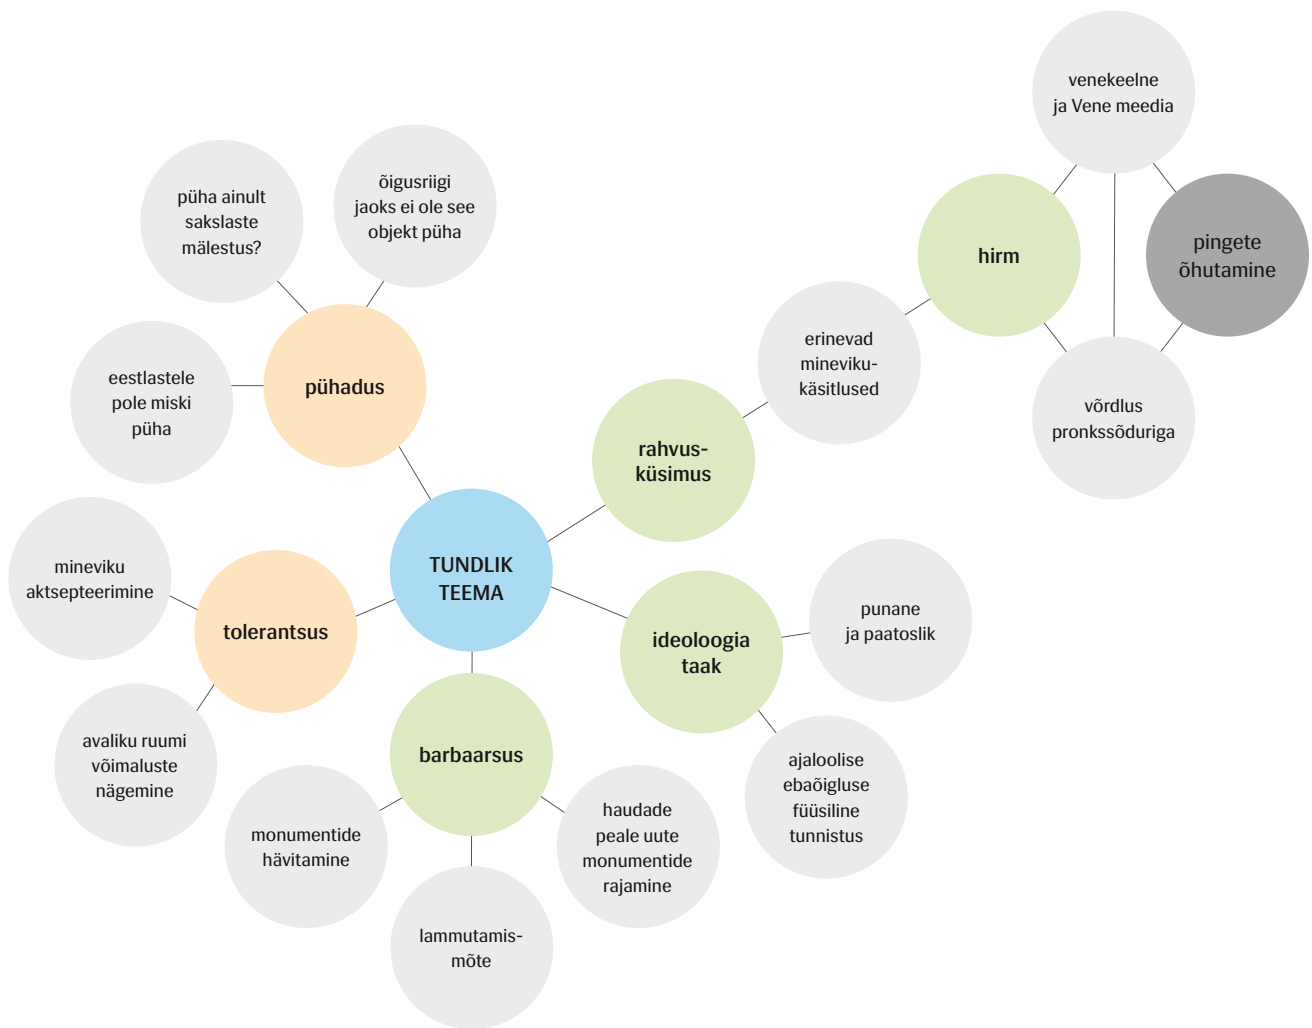 venekeelne
ja Vene meedia
püha ainult
sakslaste
mälestus?
õigusriigi
jaoks ei ole see
objekt püha
hirm
pingete
õhutamine
erinevad
mineviku-
käsitlused
eestlastele
pole miski
püha
pühadus
võrdlus
pronkssõduriga
rahvus-
küsimus
TUNDLIK
TEEMA
mineviku
aktsepteerimine
tolerantsus
ideoloogia
taak
punane
ja paatoslik
avaliku ruumi
võimaluste
nägemine
barbaarsus
ajaloolise
ebaõigluse
füüsiline
tunnistus
monumentide
hävitamine
haudade
peale uute
monumentide
rajamine
lammutamis-
mõte